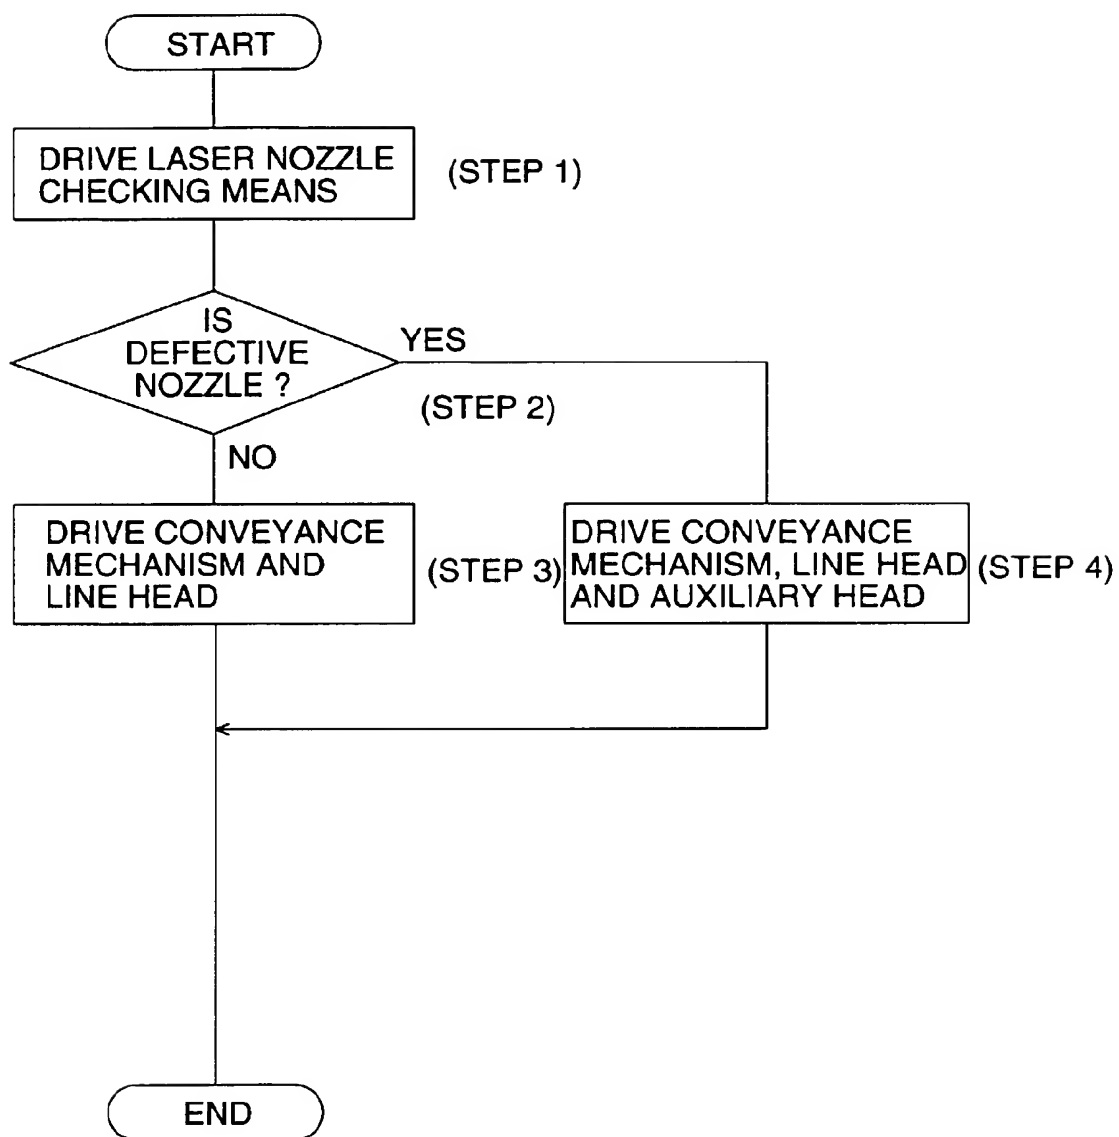 START
DRIVE LASER NOZZLE
CHECKING MEANS
(STEP 1)
IS
DEFECTIVE
NOZZLE ?
YES
(STEP 2)
NO
DRIVE CONVEYANCE
MECHANISM AND
LINE HEAD
(STEP 3)
DRIVE CONVEYANCE
MECHANISM, LINE HEAD
AND AUXILIARY HEAD
(STEP 4)
END